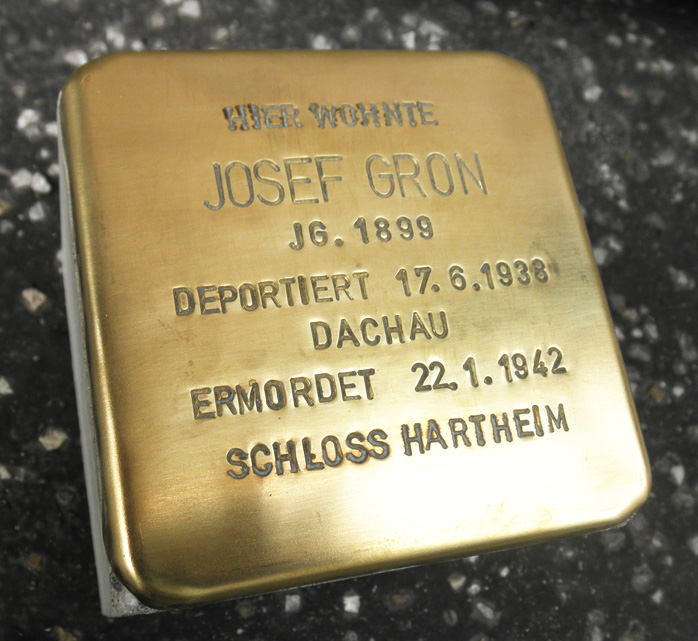 HIER WOHNTE
JOSEF GRON
JG. 1899
DEPORTIERT 17.6.1938
DACHAU
ERMORDET 22.1.1942
SCHLOSS HARTHEIM